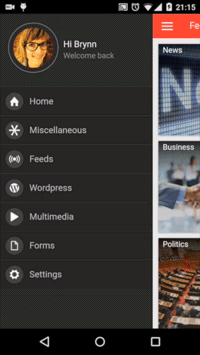 21:15
Hi Brynn
Welcome back
Fe
Home
Miscellaneous
Feeds
Wordpress
Multimedia
Forms
Settings
News
Business
Politics